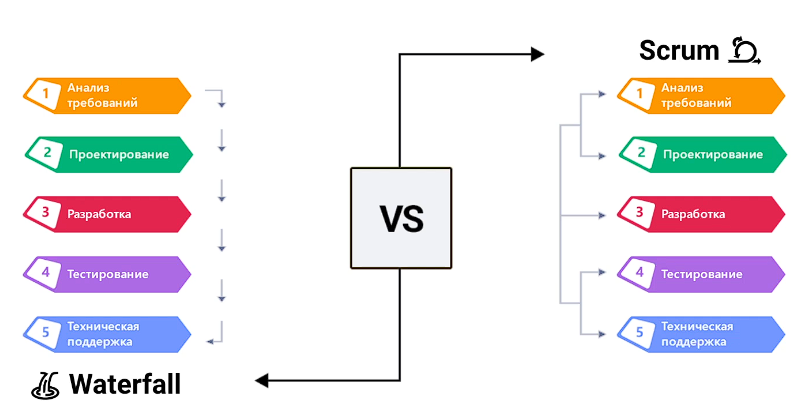 Scrum
1
Анализ
требований
2
Проектирование
3
Разработка
4
Тестирование
5
Техническая
поддержка
Waterfall
VS
1
Анализ
требований
2
Проектирование
3
Разработка
4
Тестирование
5
Техническая
поддержка